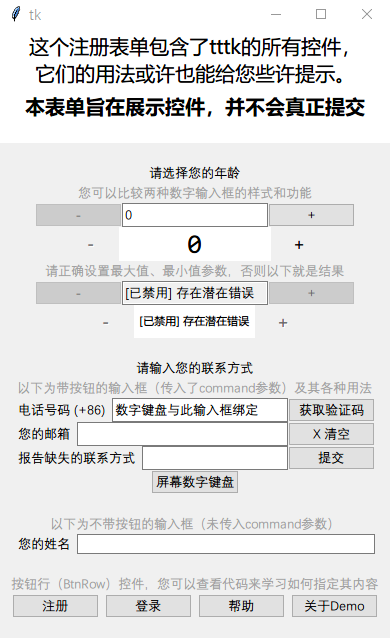 tk
这个注册表单包含了tttk的所有控件，
它们的用法或许也能给您些许提示。
本表单旨在展示控件，并不会真正提交
请选择您的年龄
您可以比较两种数字输入框的样式和功能
- 0 +
- 0 +
请正确设置最大值、最小值参数，否则以下就是结果
- [已禁用] 存在潜在错误 +
- [已禁用] 存在潜在错误 +
请输入您的联系方式
以下为带按钮的输入框（传入了command参数）及其各种用法
电话号码 (+86) 数字键盘与此输入框绑定 获取验证码
您的邮箱 X 清空
报告缺失的联系方式 提交
屏幕数字键盘
以下为不带按钮的输入框（未传入command参数）
您的姓名
按钮行（BtnRow）控件，您可以查看代码来学习如何指定其内容
注册 登录 帮助 关于Demo